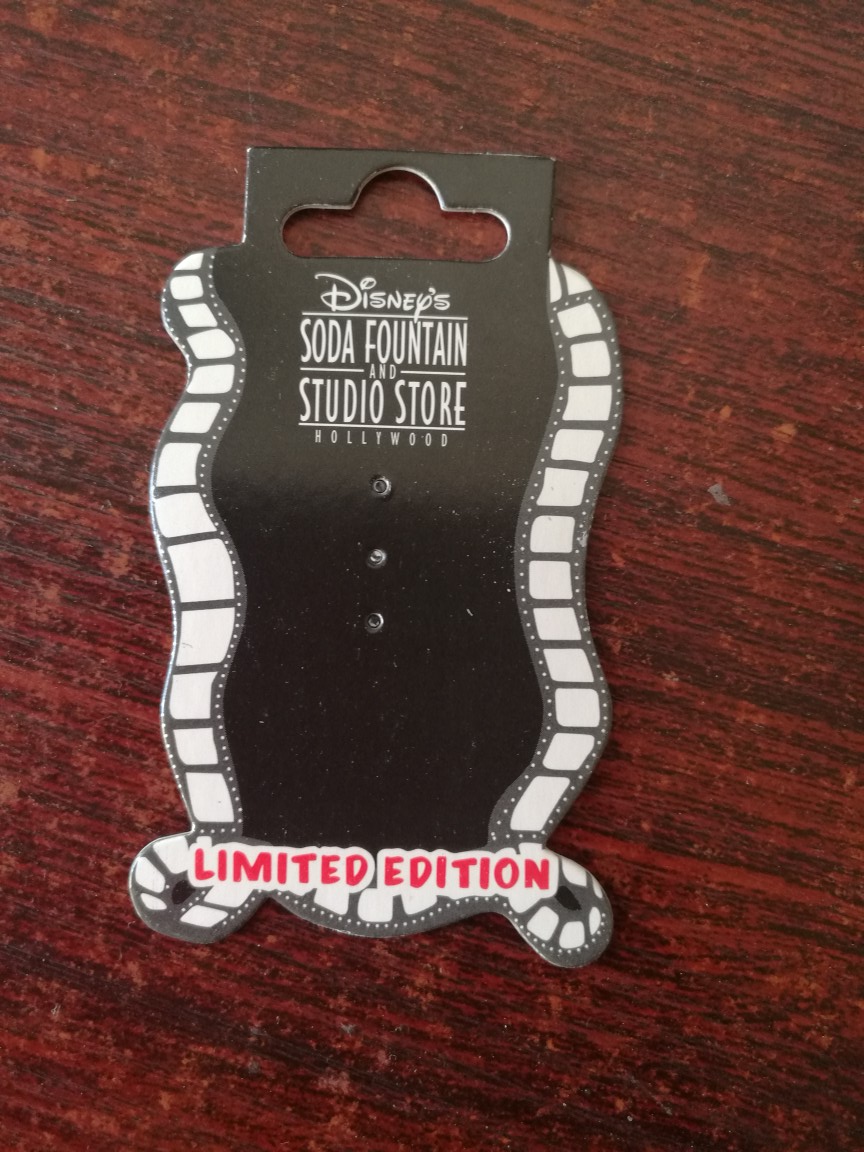 Disney's
SODA FOUNTAIN
AND
STUDIO STORE
HOLLYWOOD
LIMITED EDITION